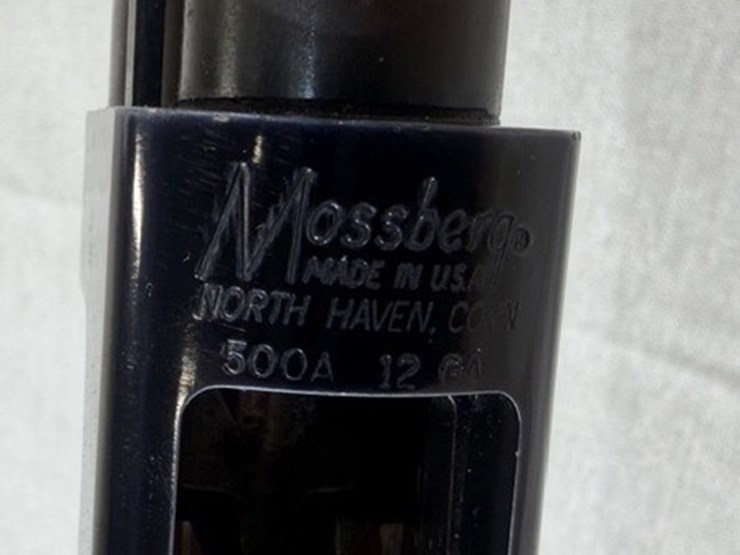 Mossberg®
MADE IN U.S.A.
NORTH HAVEN, CONN
500A 12 GA